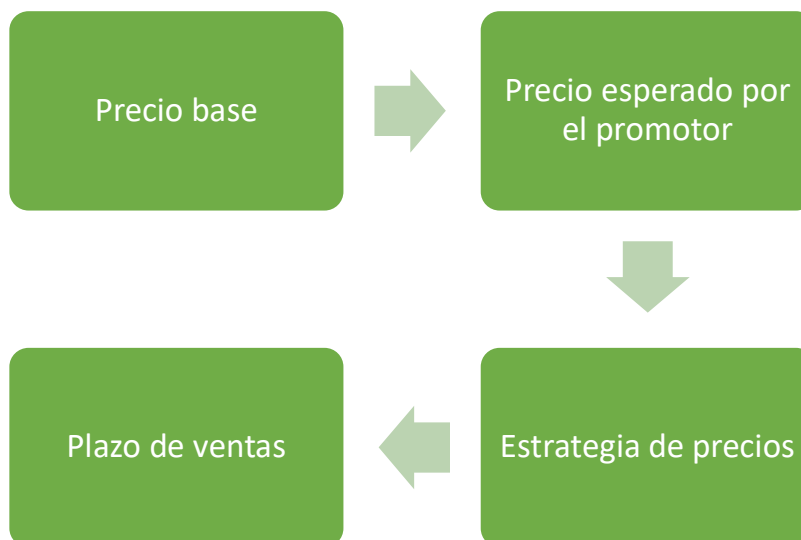 Precio base
Precio esperado por
el promotor
Estrategia de precios
Plazo de ventas